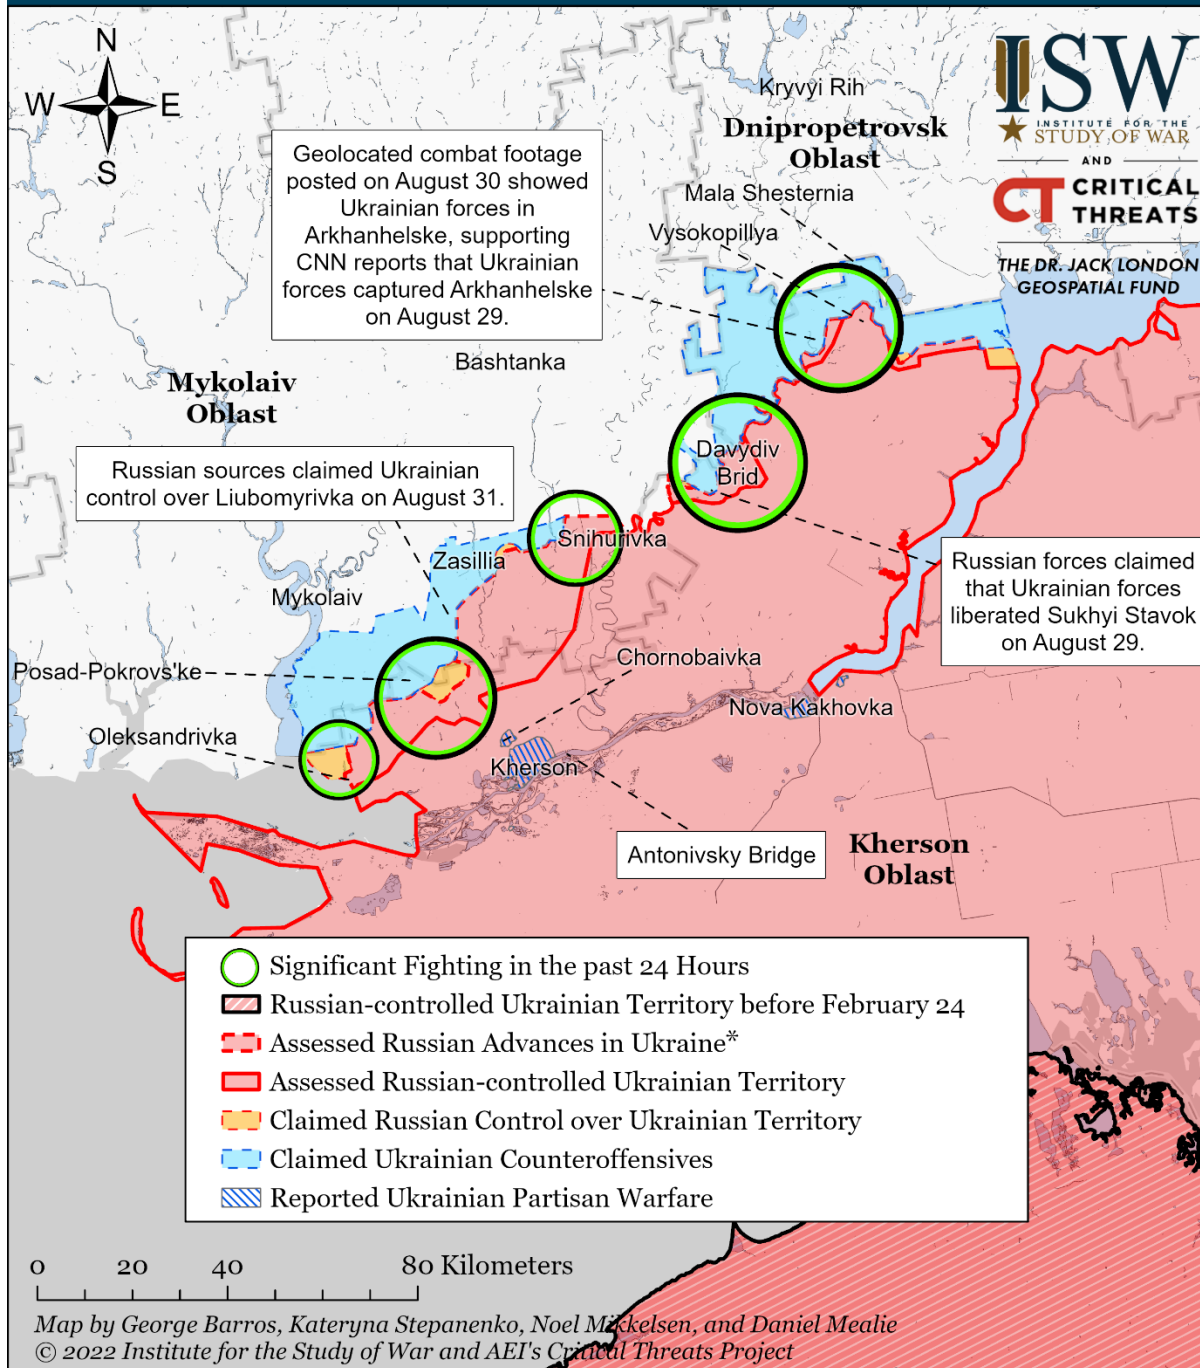 N
W
E
S
ISW
INSTITUTE FOR THE
STUDY OF WAR
AND
CT
CRITICAL
THREATS
THE DR. JACK LONDON
GEOSPATIAL FUND
Kryvyi Rih
Dnipropetrovsk
Oblast
Mala Shesternia
Vysokopillya
Geolocated combat footage
posted on August 30 showed
Ukrainian forces in
Arkhanhelske, supporting
CNN reports that Ukrainian
forces captured Arkhanhelske
on August 29.
Bashtanka
Mykolaiv
Oblast
Russian sources claimed Ukrainian
control over Liubomyrivka on August 31.
Davydiv
Brid
Snihurivka
Zasillia
Mykolaiv
Russian forces claimed
that Ukrainian forces
liberated Sukhyi Stavok
on August 29.
Posad-Pokrovs'ke
Chornobaivka
Nova Kakhovka
Oleksandrivka
Kherson
Antonivsky Bridge
Kherson
Oblast
Significant Fighting in the past 24 Hours
Russian-controlled Ukrainian Territory before February 24
Assessed Russian Advances in Ukraine*
Assessed Russian-controlled Ukrainian Territory
Claimed Russian Control over Ukrainian Territory
Claimed Ukrainian Counteroffensives
Reported Ukrainian Partisan Warfare
0 20 40 80 Kilometers
Map by George Barros, Kateryna Stepanenko, Noel Mikkelsen, and Daniel Mealie
© 2022 Institute for the Study of War and AEI's Critical Threats Project